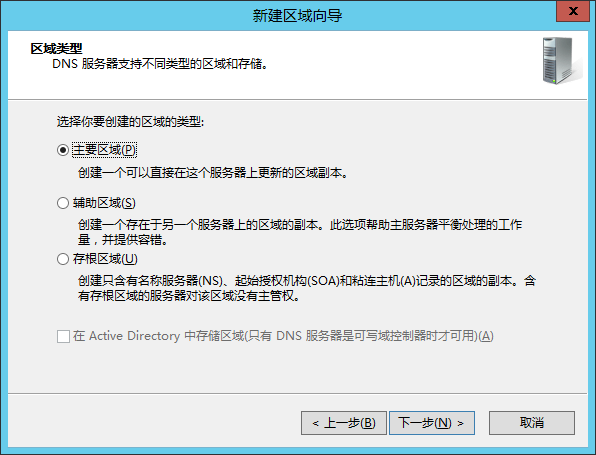 新建区域向导
x
区域类型
DNS 服务器支持不同类型的区域和存储。
选择你要创建的区域的类型:
主要区域(P)
创建一个可以直接在这个服务器上更新的区域副本。
辅助区域(S)
创建一个存在于另一个服务器上的区域的副本。此选项帮助主服务器平衡处理的工作
量，并提供容错。
存根区域(U)
创建只含有名称服务器(NS)、起始授权机构(SOA)和粘连主机(A)记录的区域的副本。含
有存根区域的服务器对该区域没有主管权。
在 Active Directory 中存储区域(只有 DNS 服务器是可写域控制器时才可用)(A)
< 上一步(B)
下一步(N) >
取消